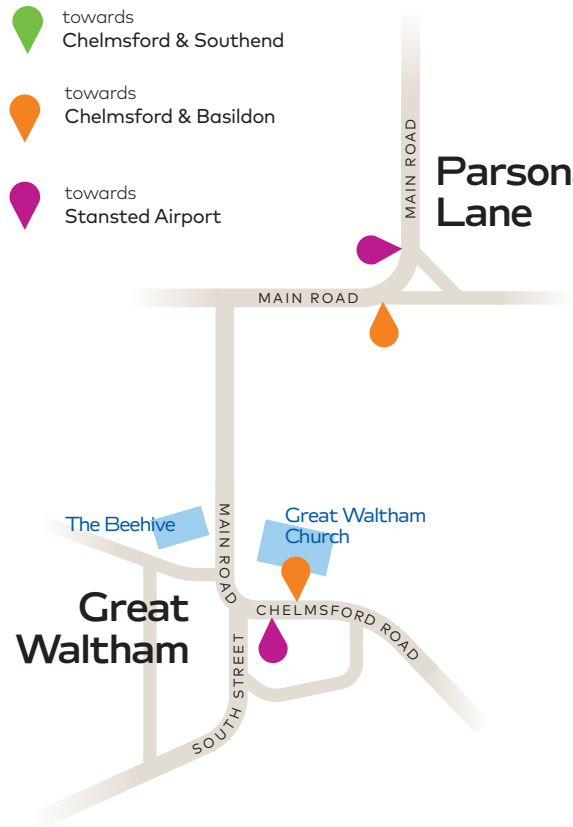 towards
Chelmsford & Southend
towards
Chelmsford & Basildon
towards
Stansted Airport
MAIN ROAD
Parson
Lane
MAIN ROAD
The Beehive
MAIN ROAD
Great Waltham
Church
Great
Waltham
CHELMSFORD ROAD
SOUTH STREET